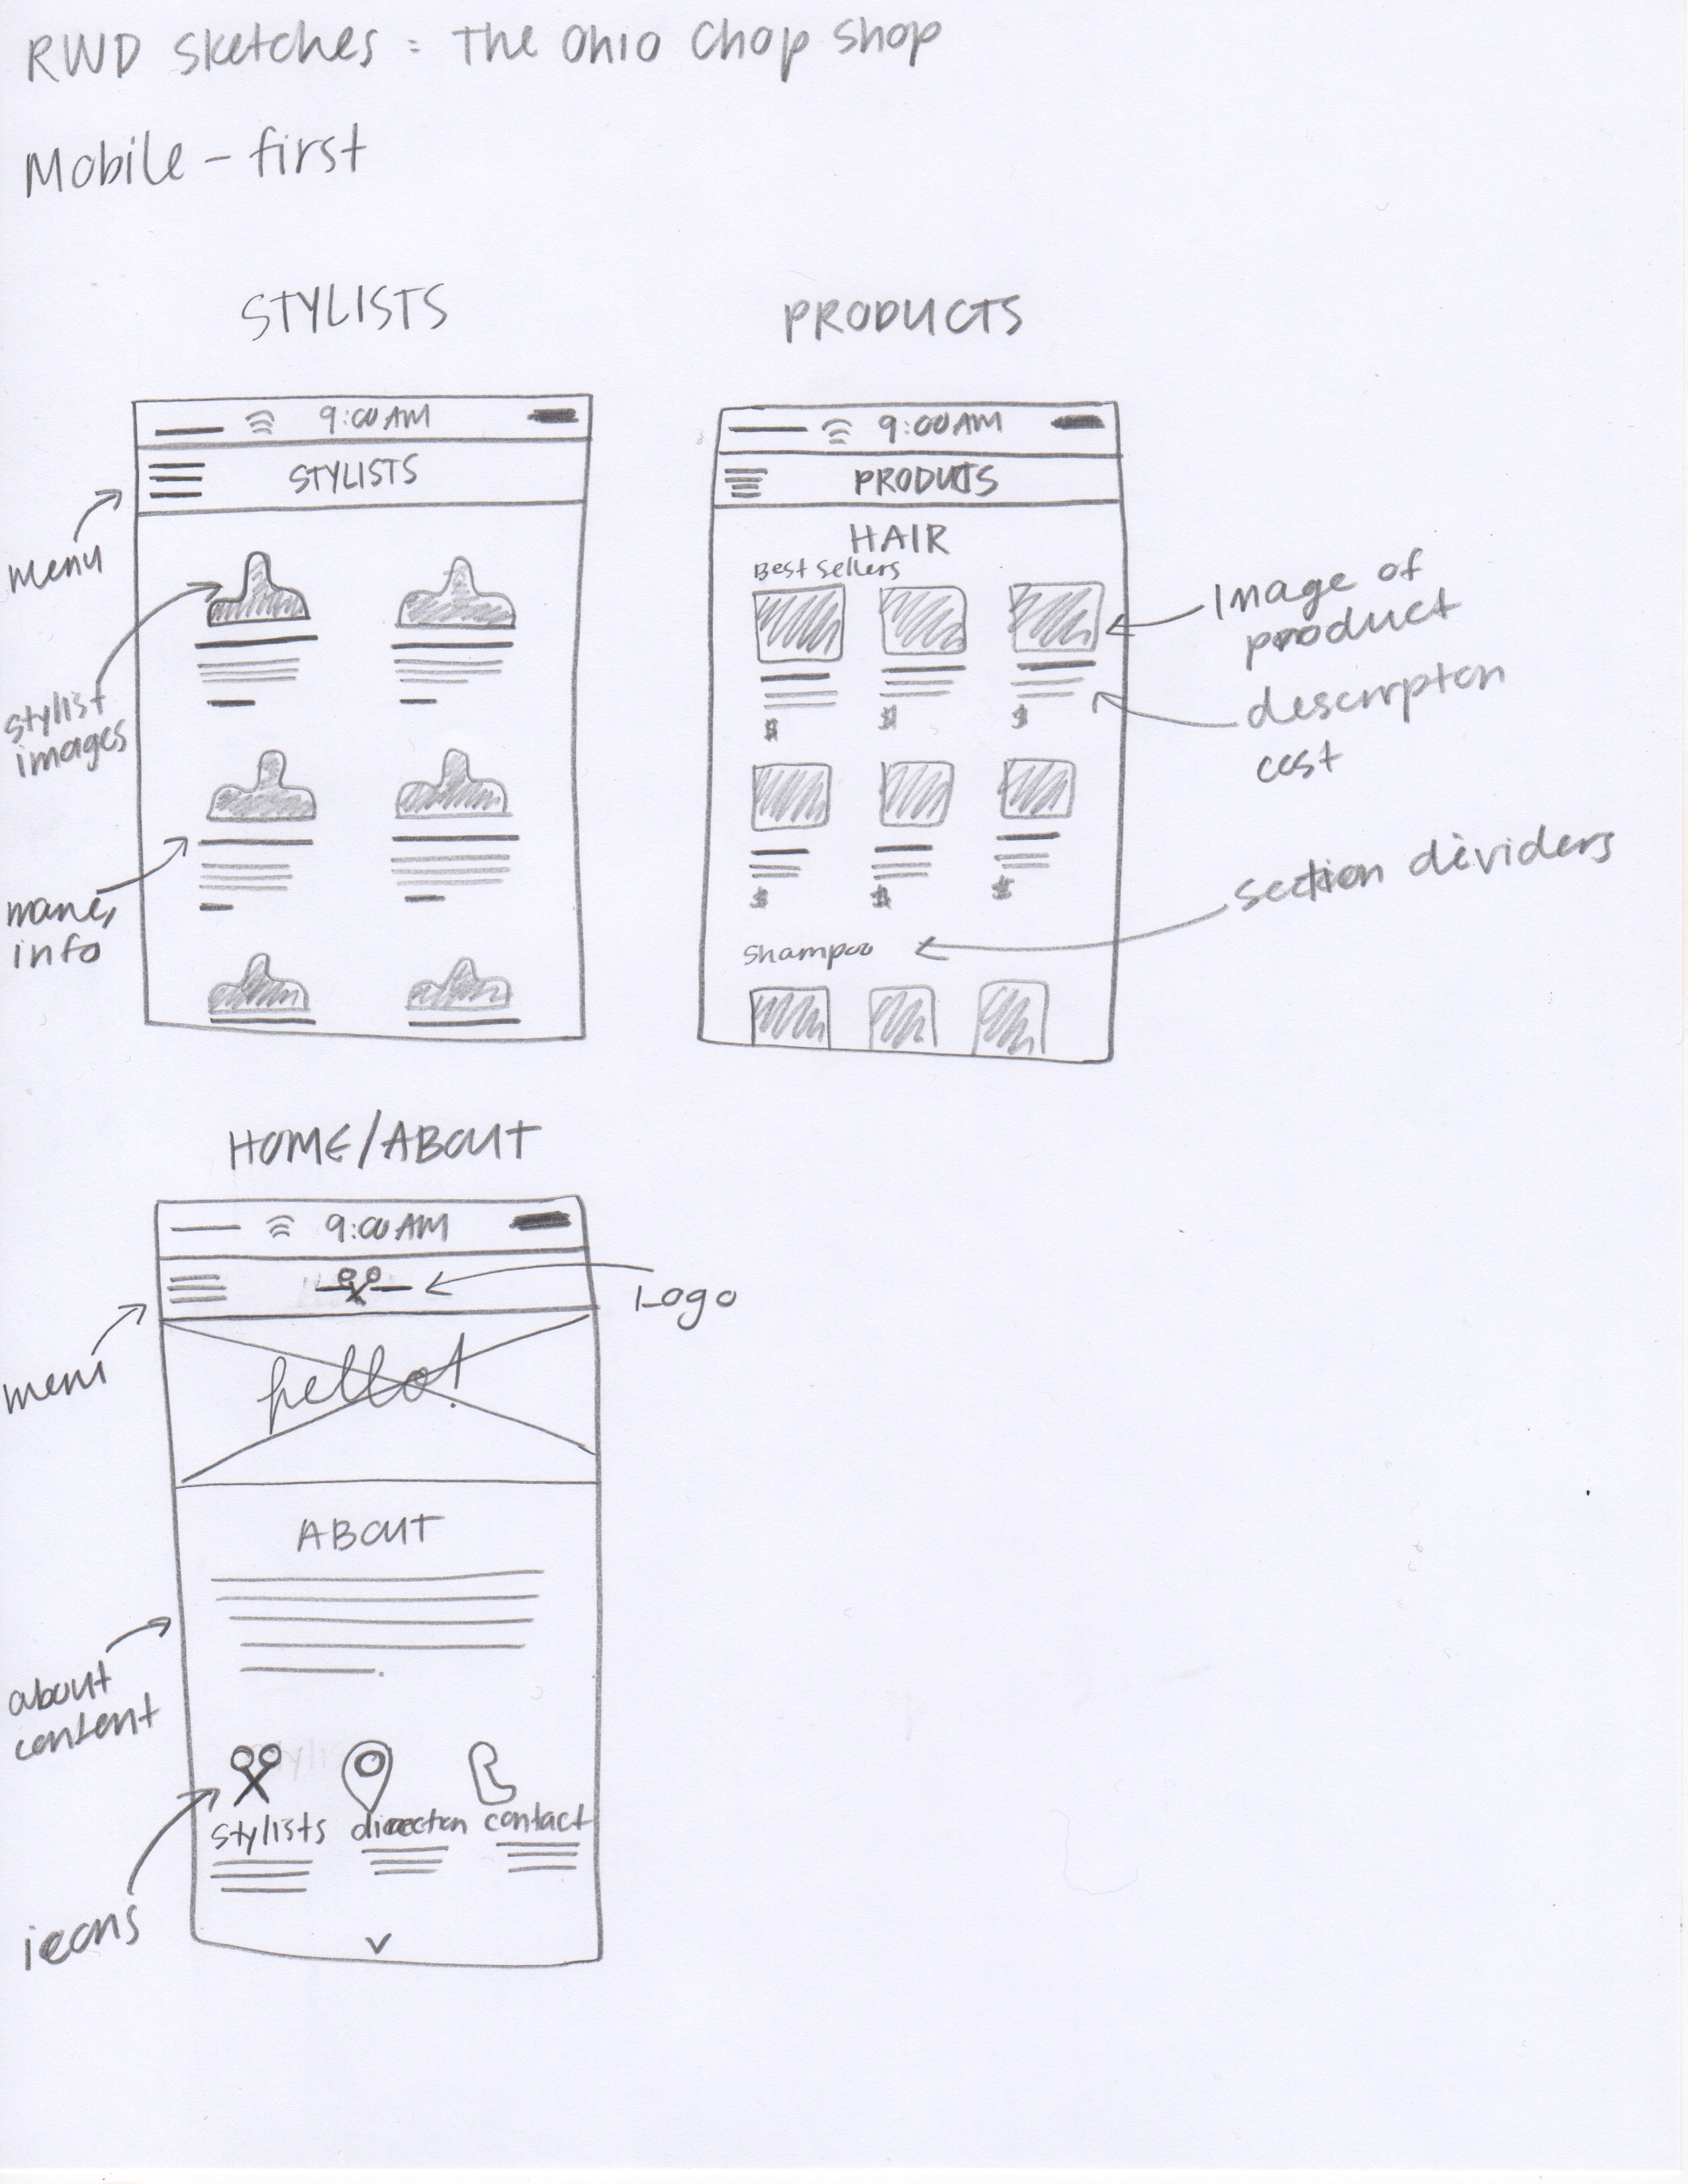 RWD Sketches : The Ohio Chop Shop
Mobile-first
STYLISTS
9:00 AM
STYLISTS
menu
stylist
images
name,
info
PRODUCTS
9:00 AM
PRODUCTS
HAIR
Best Sellers
$ $ $
$ $ $
Shampoo
Image of
product
description
cost
section dividers
HOME/ABOUT
9:00 AM
Logo
menu
hello!
ABOUT
about
content
stylists direction contact
icons